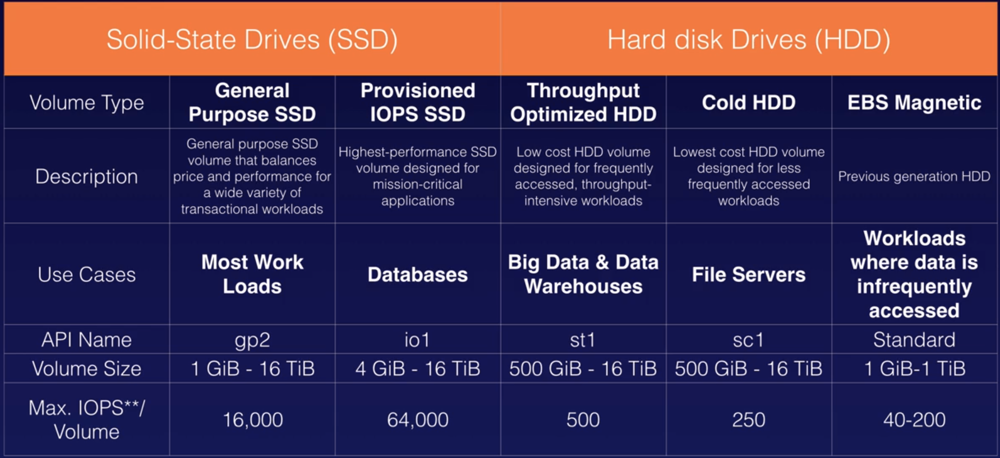 Solid-State Drives (SSD)
Hard disk Drives (HDD)
Volume Type
General
Purpose SSD
Provisioned
IOPS SSD
Throughput
Optimized HDD
Cold HDD
EBS Magnetic
Description
General purpose SSD
volume that balances
price and performance for
a wide variety of
transactional workloads
Highest-performance SSD
volume designed for
mission-critical
applications
Low cost HDD volume
designed for frequently
accessed, throughput-
intensive workloads
Lowest cost HDD volume
designed for less
frequently accessed
workloads
Previous generation HDD
Use Cases
Most Work
Loads
Databases
Big Data & Data
Warehouses
File Servers
Workloads
where data is
infrequently
accessed
API Name
gp2
io1
st1
sc1
Standard
Volume Size
1 GiB - 16 TiB
4 GiB - 16 TiB
500 GiB - 16 TiB
500 GiB - 16 TiB
1 GiB-1 TiB
Max. IOPS**/
Volume
16,000
64,000
500
250
40-200